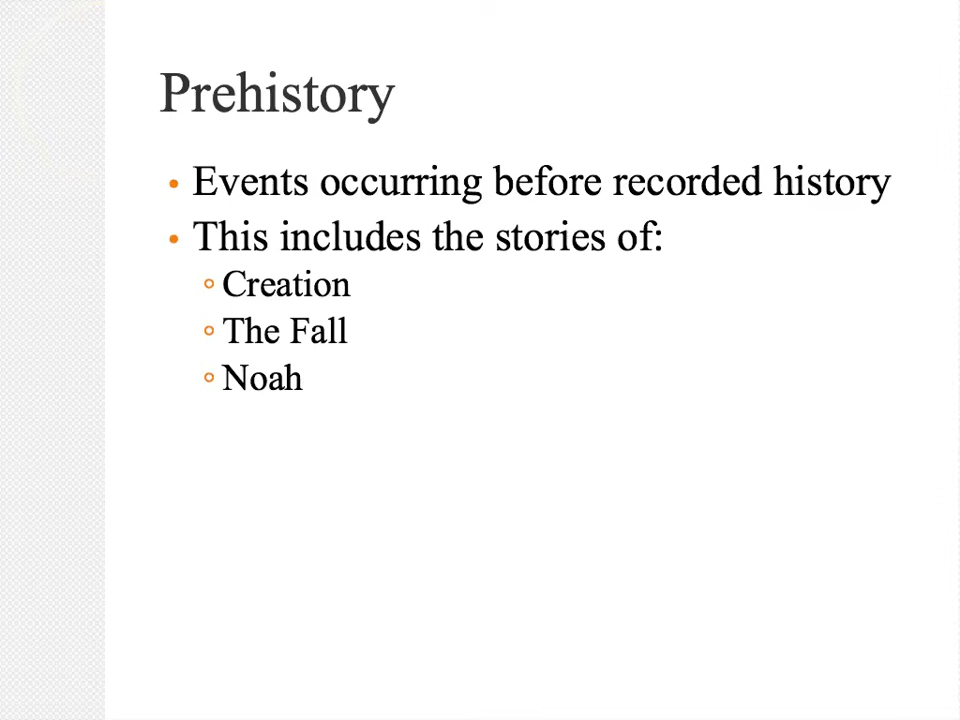 Prehistory
• Events occurring before recorded history
• This includes the stories of:
◦ Creation
◦ The Fall
◦ Noah